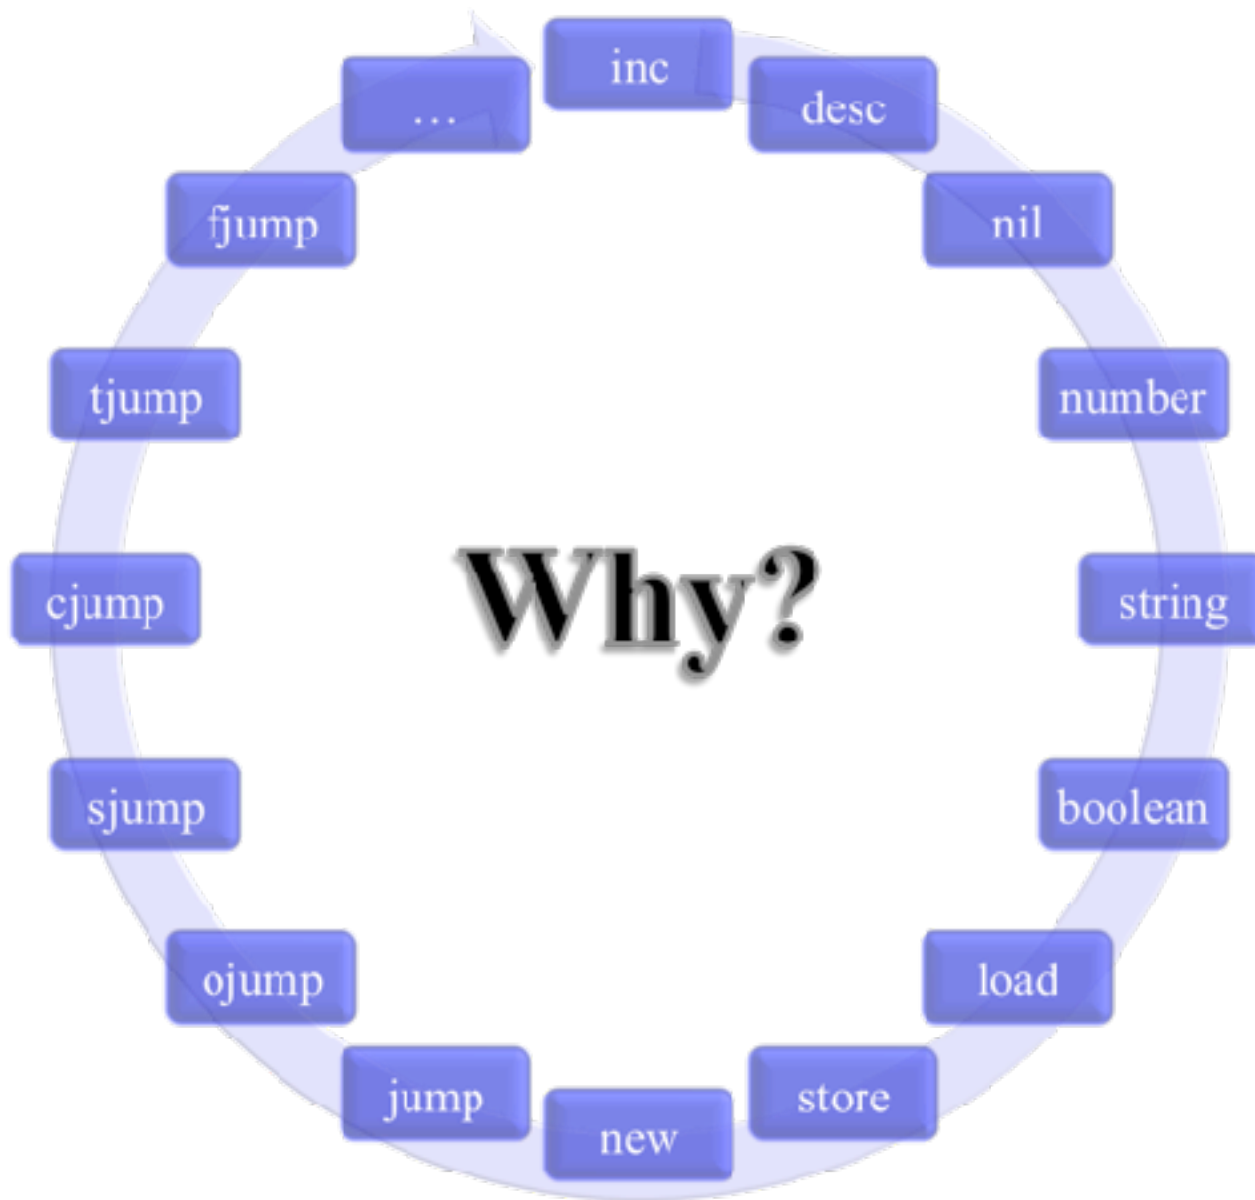 inc
desc
nil
number
string
boolean
load
store
new
jump
ojump
sjump
cjump
tjump
fjump
…
Why?